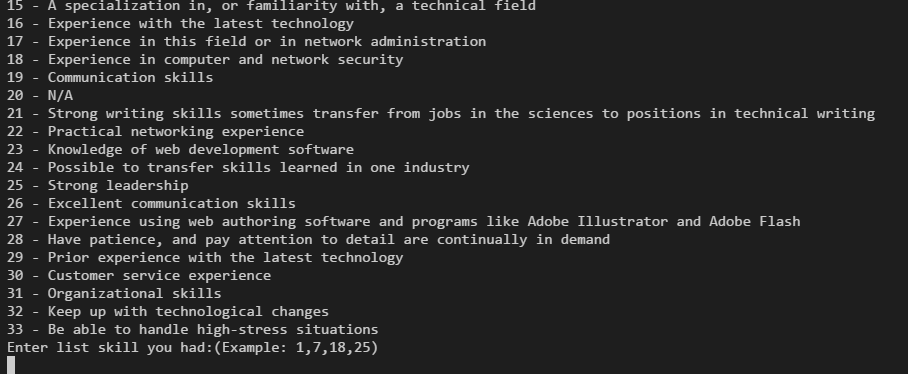 15 - A specialization in, or familiarity with, a technical field
16 - Experience with the latest technology
17 - Experience in this field or in network administration
18 - Experience in computer and network security
19 - Communication skills
20 - N/A
21 - Strong writing skills sometimes transfer from jobs in the sciences to positions in technical writing
22 - Practical networking experience
23 - Knowledge of web development software
24 - Possible to transfer skills learned in one industry
25 - Strong leadership
26 - Excellent communication skills
27 - Experience using web authoring software and programs like Adobe Illustrator and Adobe Flash
28 - Have patience, and pay attention to detail are continually in demand
29 - Prior experience with the latest technology
30 - Customer service experience
31 - Organizational skills
32 - Keep up with technological changes
33 - Be able to handle high-stress situations
Enter list skill you had:(Example: 1,7,18,25)